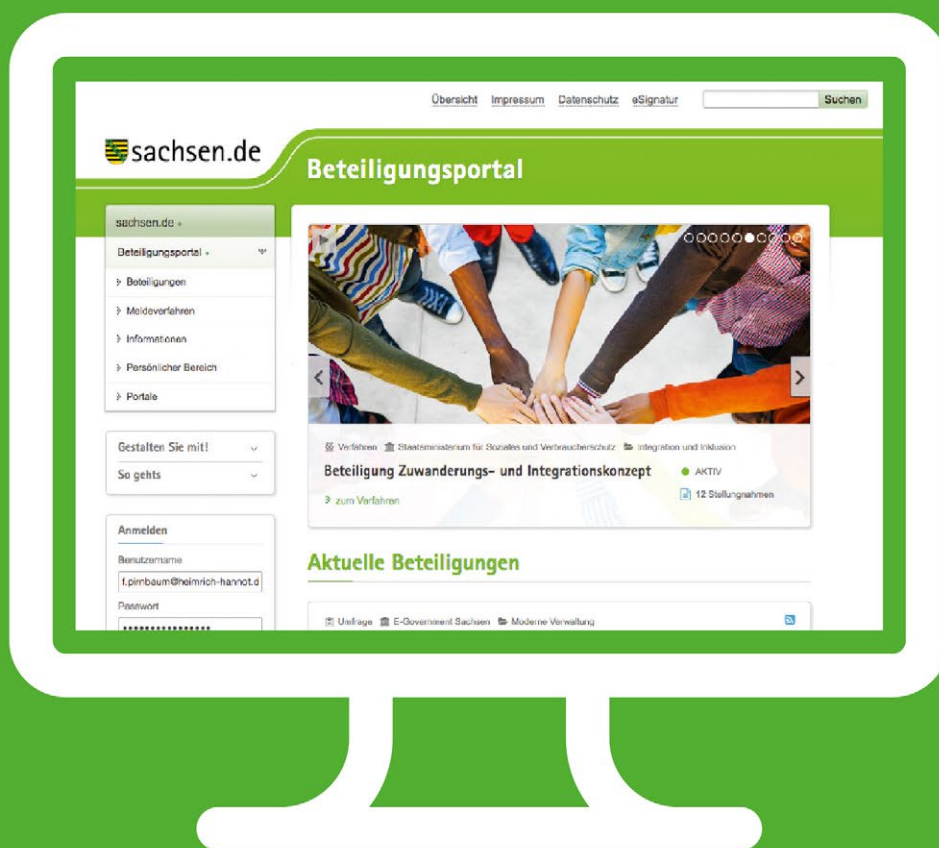 Übersicht Impressum Datenschutz eSignatur Suchen
sachsen.de
Beteiligungsportal
sachsen.de
Beteiligungsportal
Beteiligungen
Meldeverfahren
Informationen
Persönlicher Bereich
Portale
Gestalten Sie mit!
So gehts
Anmelden
Benutzername
f.pirnbaum@heimrich-hannot.d
Passwort
Verfahren Staatsministerium für Soziales und Verbraucherschutz Integration und Inklusion
Beteiligung Zuwanderungs- und Integrationskonzept
AKTIV
zum Verfahren
12 Stellungnahmen
Aktuelle Beteiligungen
Umfrage E-Government Sachsen Moderne Verwaltung